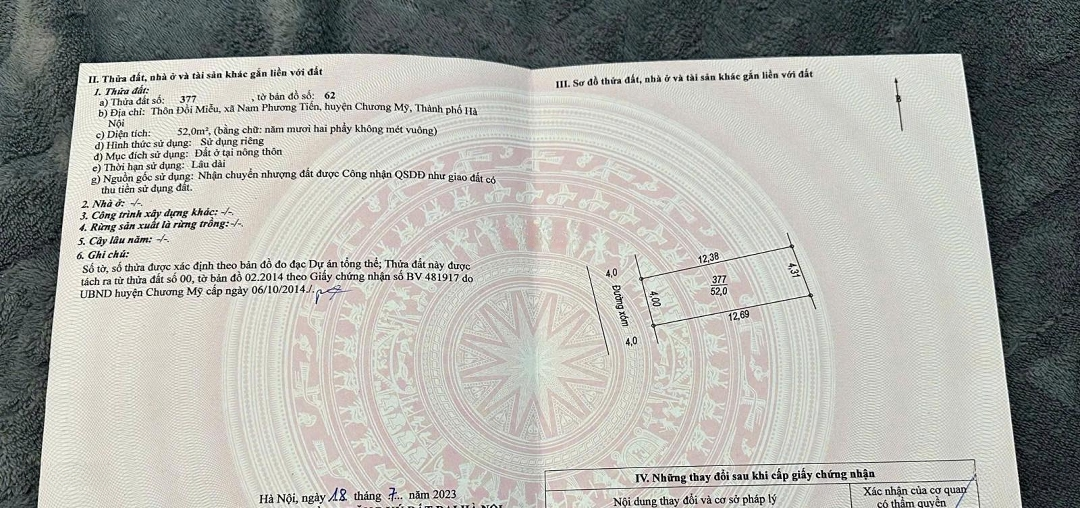 II. Thửa đất, nhà ở và tài sản khác gắn liền với đất
1. Thửa đất:
a) Thửa đất số: 377 , tờ bản đồ số: 62
b) Địa chỉ: Thôn Đồi Miễu, xã Nam Phương Tiến, huyện Chương Mỹ, Thành phố Hà
Nội
c) Diện tích: 52,0m², (bằng chữ: năm mươi hai phẩy không mét vuông)
d) Hình thức sử dụng: Sử dụng riêng
đ) Mục đích sử dụng: Đất ở tại nông thôn
e) Thời hạn sử dụng: Lâu dài
g) Nguồn gốc sử dụng: Nhận chuyển nhượng đất được Công nhận QSDĐ như giao đất có
thu tiền sử dụng đất.
2. Nhà ở: -/-.
3. Công trình xây dựng khác: -/-.
4. Rừng sản xuất là rừng trồng: -/-.
5. Cây lâu năm: -/-.
6. Ghi chú:
Số tờ, số thửa được xác định theo bản đồ đo đạc Dự án tổng thể; Thửa đất này được
tách ra từ thửa đất số 00, tờ bản đồ 02.2014 theo Giấy chứng nhận số BV 481917 do
UBND huyện Chương Mỹ cấp ngày 06/10/2014./.
Hà Nội, ngày 18 tháng 7... năm 2023
III. Sơ đồ thửa đất, nhà ở và tài sản khác gắn liền với đất
B
12,38
4,31
4,0
Đường xóm
4,00
377
52,0
12,69
4,0
IV. Những thay đổi sau khi cấp giấy chứng nhận
Nội dung thay đổi và cơ sở pháp lý
Xác nhận của cơ quan
có thẩm quyền